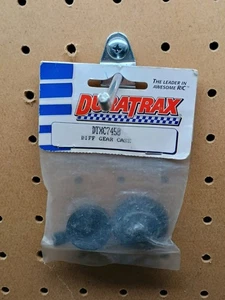 THE LEADER IN
AWESOME R/C
DURATRAX
DTXC7450
DIFF GEAR CASE